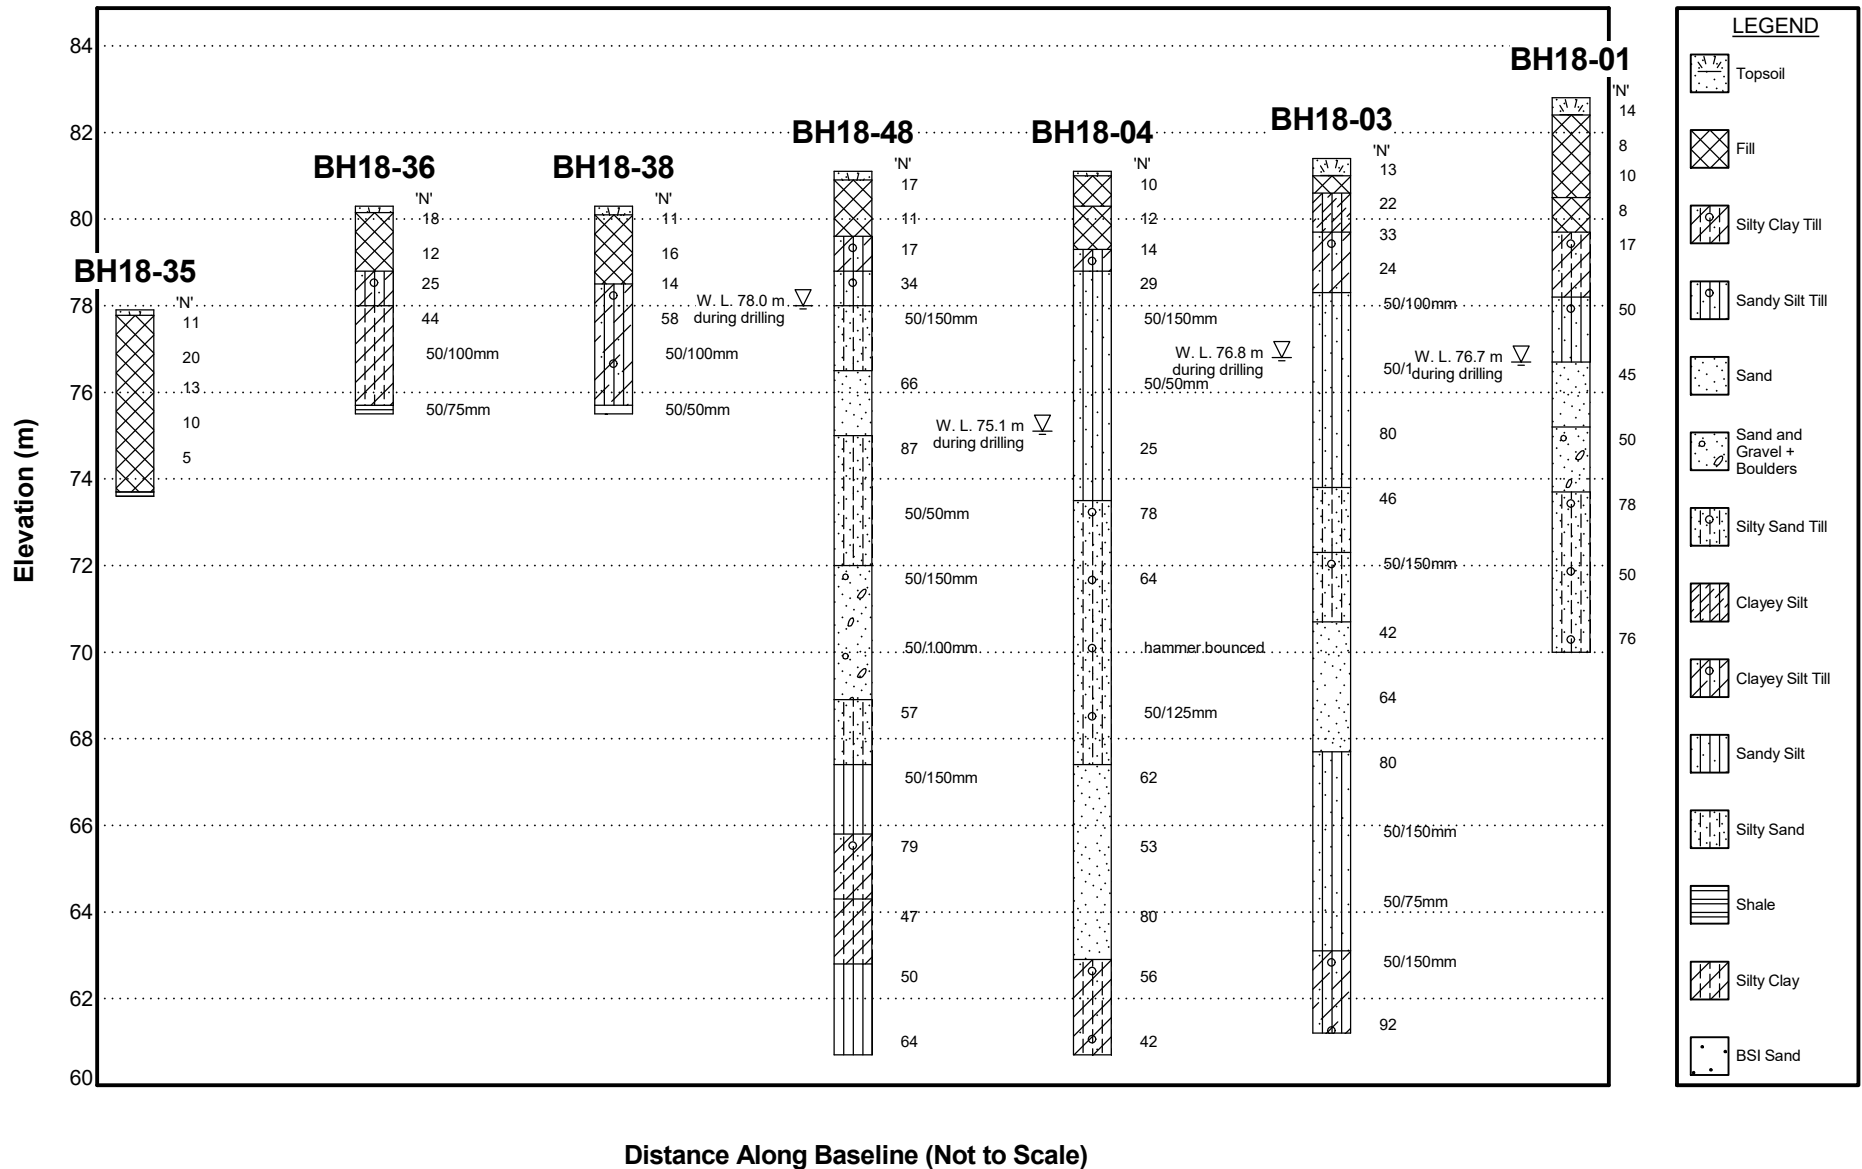 84
82
80
78
76
74
72
70
68
66
64
62
60
Elevation (m)
Distance Along Baseline (Not to Scale)
BH18-35
'N'
11
20
13
10
5
BH18-36
'N'
18
12
25
44
50/100mm
50/75mm
BH18-38
'N'
11
16
14
58
50/100mm
50/50mm
BH18-48
'N'
17
11
17
34
50/150mm
66
87
50/50mm
50/150mm
50/100mm
57
50/150mm
79
47
50
64
W. L. 78.0 m
during drilling
BH18-04
'N'
10
12
14
29
50/150mm
50/50mm
25
78
64
hammer bounced
50/125mm
62
53
80
56
42
W. L. 75.1 m
during drilling
BH18-03
'N'
13
22
33
24
50/100mm
50/1
80
46
50/150mm
42
64
80
50/150mm
50/75mm
50/150mm
92
W. L. 76.8 m
during drilling
BH18-01
'N'
14
8
10
8
17
50
45
50
78
50
76
W. L. 76.7 m
during drilling
LEGEND
Topsoil
Fill
Silty Clay Till
Sandy Silt Till
Sand
Sand and
Gravel +
Boulders
Silty Sand Till
Clayey Silt
Clayey Silt Till
Sandy Silt
Silty Sand
Shale
Silty Clay
BSI Sand